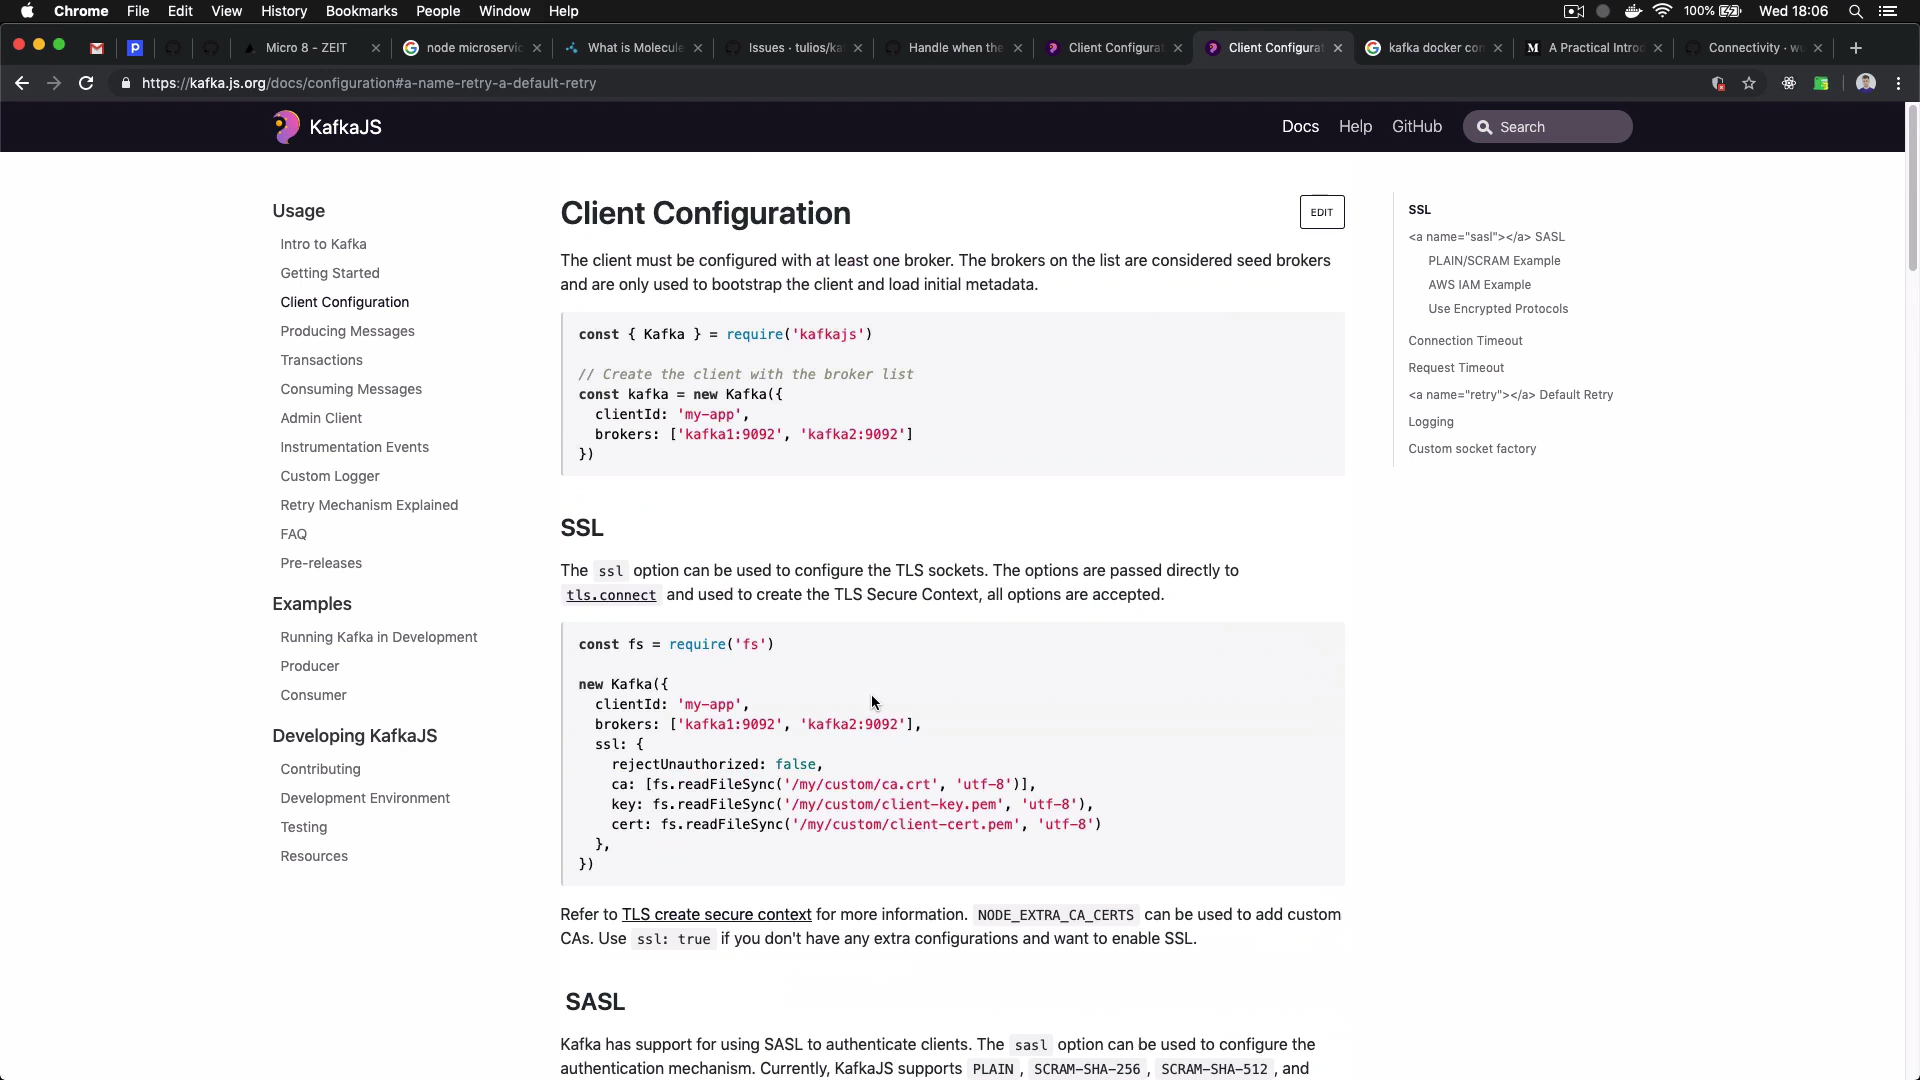 Chrome File Edit View History Bookmarks People Window Help 100% Wed 18:06
Micro 8 - ZEIT
node microservic
What is Molecule
Issues · tulios/ka
Handle when the
Client Configurat
Client Configurat
kafka docker con
A Practical Introd
Connectivity · wu
https://kafka.js.org/docs/configuration#a-name-retry-a-default-retry
KafkaJS
Docs Help GitHub Search
Usage
Intro to Kafka
Getting Started
Client Configuration
Producing Messages
Transactions
Consuming Messages
Admin Client
Instrumentation Events
Custom Logger
Retry Mechanism Explained
FAQ
Pre-releases
Examples
Running Kafka in Development
Producer
Consumer
Developing KafkaJS
Contributing
Development Environment
Testing
Resources
Client Configuration
EDIT
The client must be configured with at least one broker. The brokers on the list are considered seed brokers
and are only used to bootstrap the client and load initial metadata.
const { Kafka } = require('kafkajs')
// Create the client with the broker list
const kafka = new Kafka({
clientId: 'my-app',
brokers: ['kafka1:9092', 'kafka2:9092']
})
SSL
The ssl option can be used to configure the TLS sockets. The options are passed directly to
tls.connect and used to create the TLS Secure Context, all options are accepted.
const fs = require('fs')
new Kafka({
clientId: 'my-app',
brokers: ['kafka1:9092', 'kafka2:9092'],
ssl: {
rejectUnauthorized: false,
ca: [fs.readFileSync('/my/custom/ca.crt', 'utf-8')],
key: fs.readFileSync('/my/custom/client-key.pem', 'utf-8'),
cert: fs.readFileSync('/my/custom/client-cert.pem', 'utf-8')
},
})
Refer to TLS create secure context for more information. NODE_EXTRA_CA_CERTS can be used to add custom
CAs. Use ssl: true if you don't have any extra configurations and want to enable SSL.
SASL
Kafka has support for using SASL to authenticate clients. The sasl option can be used to configure the
authentication mechanism. Currently, KafkaJS supports PLAIN , SCRAM-SHA-256 , SCRAM-SHA-512 , and
SSL
<a name="sasl"></a> SASL
PLAIN/SCRAM Example
AWS IAM Example
Use Encrypted Protocols
Connection Timeout
Request Timeout
<a name="retry"></a> Default Retry
Logging
Custom socket factory